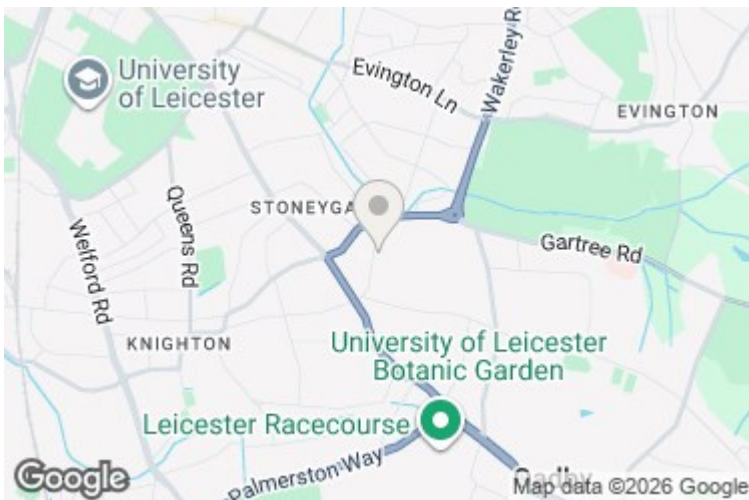 University
of Leicester
Evington Ln
Wakerley R
EVINGTON
STONEYGA
Queens Rd
Welford Rd
Gartree Rd
KNIGHTON
University of Leicester
Botanic Garden
Leicester Racecourse
Palmerston Way
Oadby
Google
Map data ©2026 Google